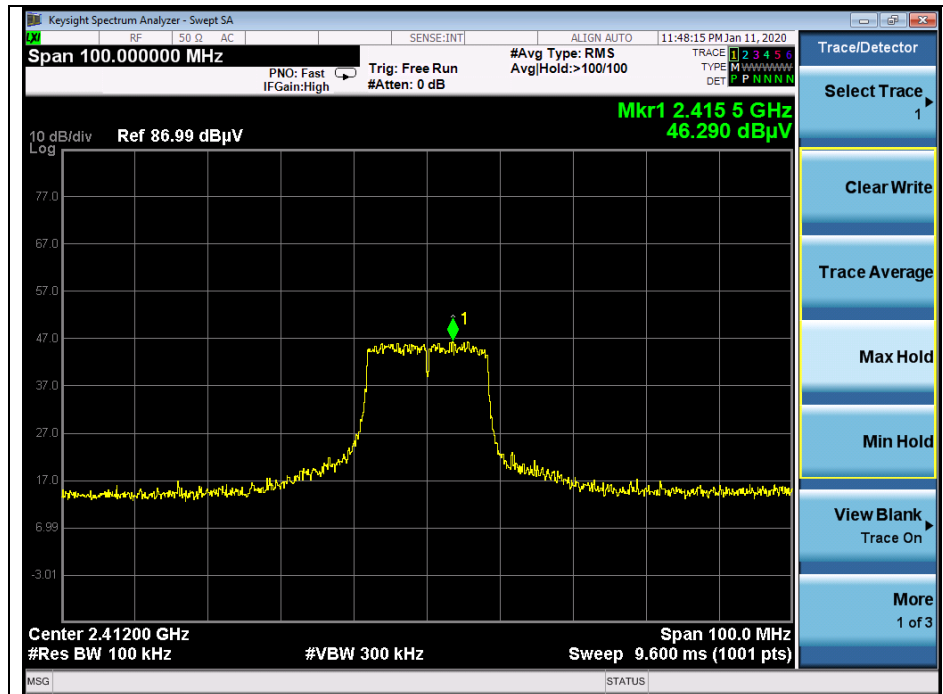 Keysight Spectrum Analyzer - Swept SA
LXI RF 50 Ω AC SENSE:INT ALIGN AUTO 11:48:15 PM Jan 11, 2020
Span 100.000000 MHz
PNO: Fast
IFGain:High
Trig: Free Run
#Atten: 0 dB
#Avg Type: RMS
Avg|Hold:>100/100
TRACE 1 2 3 4 5 6
TYPE M WWWWW
DET P P N N N N
Mkr1 2.415 5 GHz
46.290 dBµV
10 dB/div Ref 86.99 dBµV
Log
77.0
67.0
57.0
47.0
37.0
27.0
17.0
6.99
-3.01
1
Center 2.41200 GHz Span 100.0 MHz
#Res BW 100 kHz #VBW 300 kHz Sweep 9.600 ms (1001 pts)
MSG STATUS
Trace/Detector
Select Trace
1
Clear Write
Trace Average
Max Hold
Min Hold
View Blank
Trace On
More
1 of 3